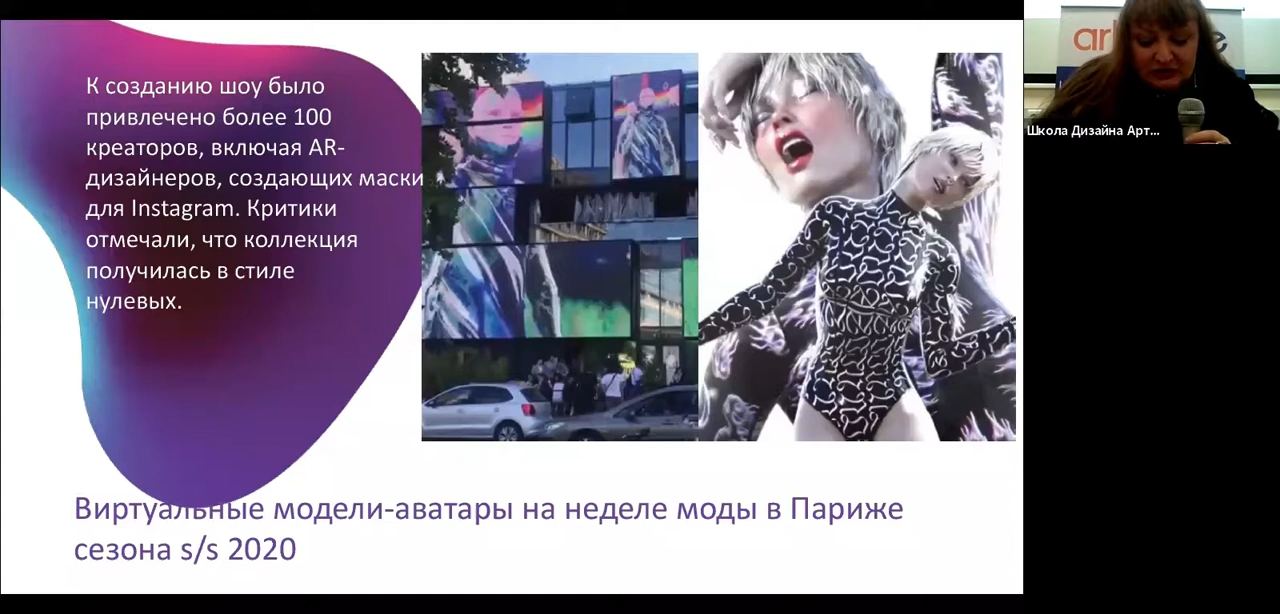 К созданию шоу было
привлечено более 100
креаторов, включая AR-
дизайнеров, создающих маски
для Instagram. Критики
отмечали, что коллекция
получилась в стиле
нулевых.
Виртуальные модели-аватары на неделе моды в Париже
сезона s/s 2020
Школа Дизайна Арт...